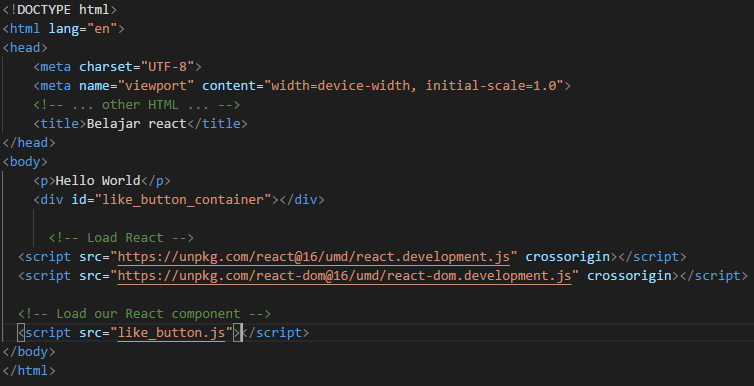 <!DOCTYPE html>
<html lang="en">
<head>
    <meta charset="UTF-8">
    <meta name="viewport" content="width=device-width, initial-scale=1.0">
    <!-- ... other HTML ... -->
    <title>Belajar react</title>
</head>
<body>
    <p>Hello World</p>
    <div id="like_button_container"></div>

      <!-- Load React -->
  <script src="https://unpkg.com/react@16/umd/react.development.js" crossorigin></script>
  <script src="https://unpkg.com/react-dom@16/umd/react-dom.development.js" crossorigin></script>

  <!-- Load our React component -->
  <script src="like_button.js"></script>
</body>
</html>